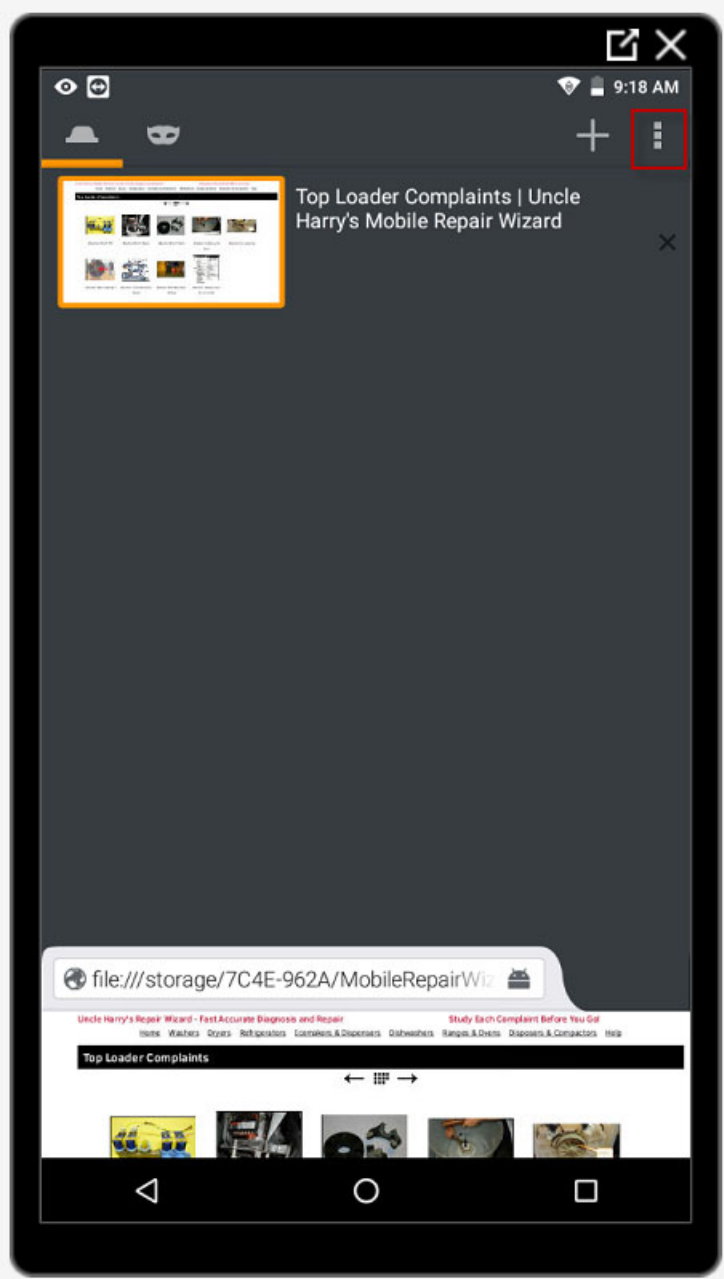 9:18 AM
Top Loader Complaints | Uncle
Harry's Mobile Repair Wizard
file:///storage/7C4E-962A/MobileRepairWiz
Uncle Harry's Repair Wizard - Fast Accurate Diagnosis and Repair Study Each Complaint Before You Go!
Home Washers Dryers Refrigerators Icemakers & Dispensers Dishwashers Ranges & Ovens Disposers & Compactors Help
Top Loader Complaints